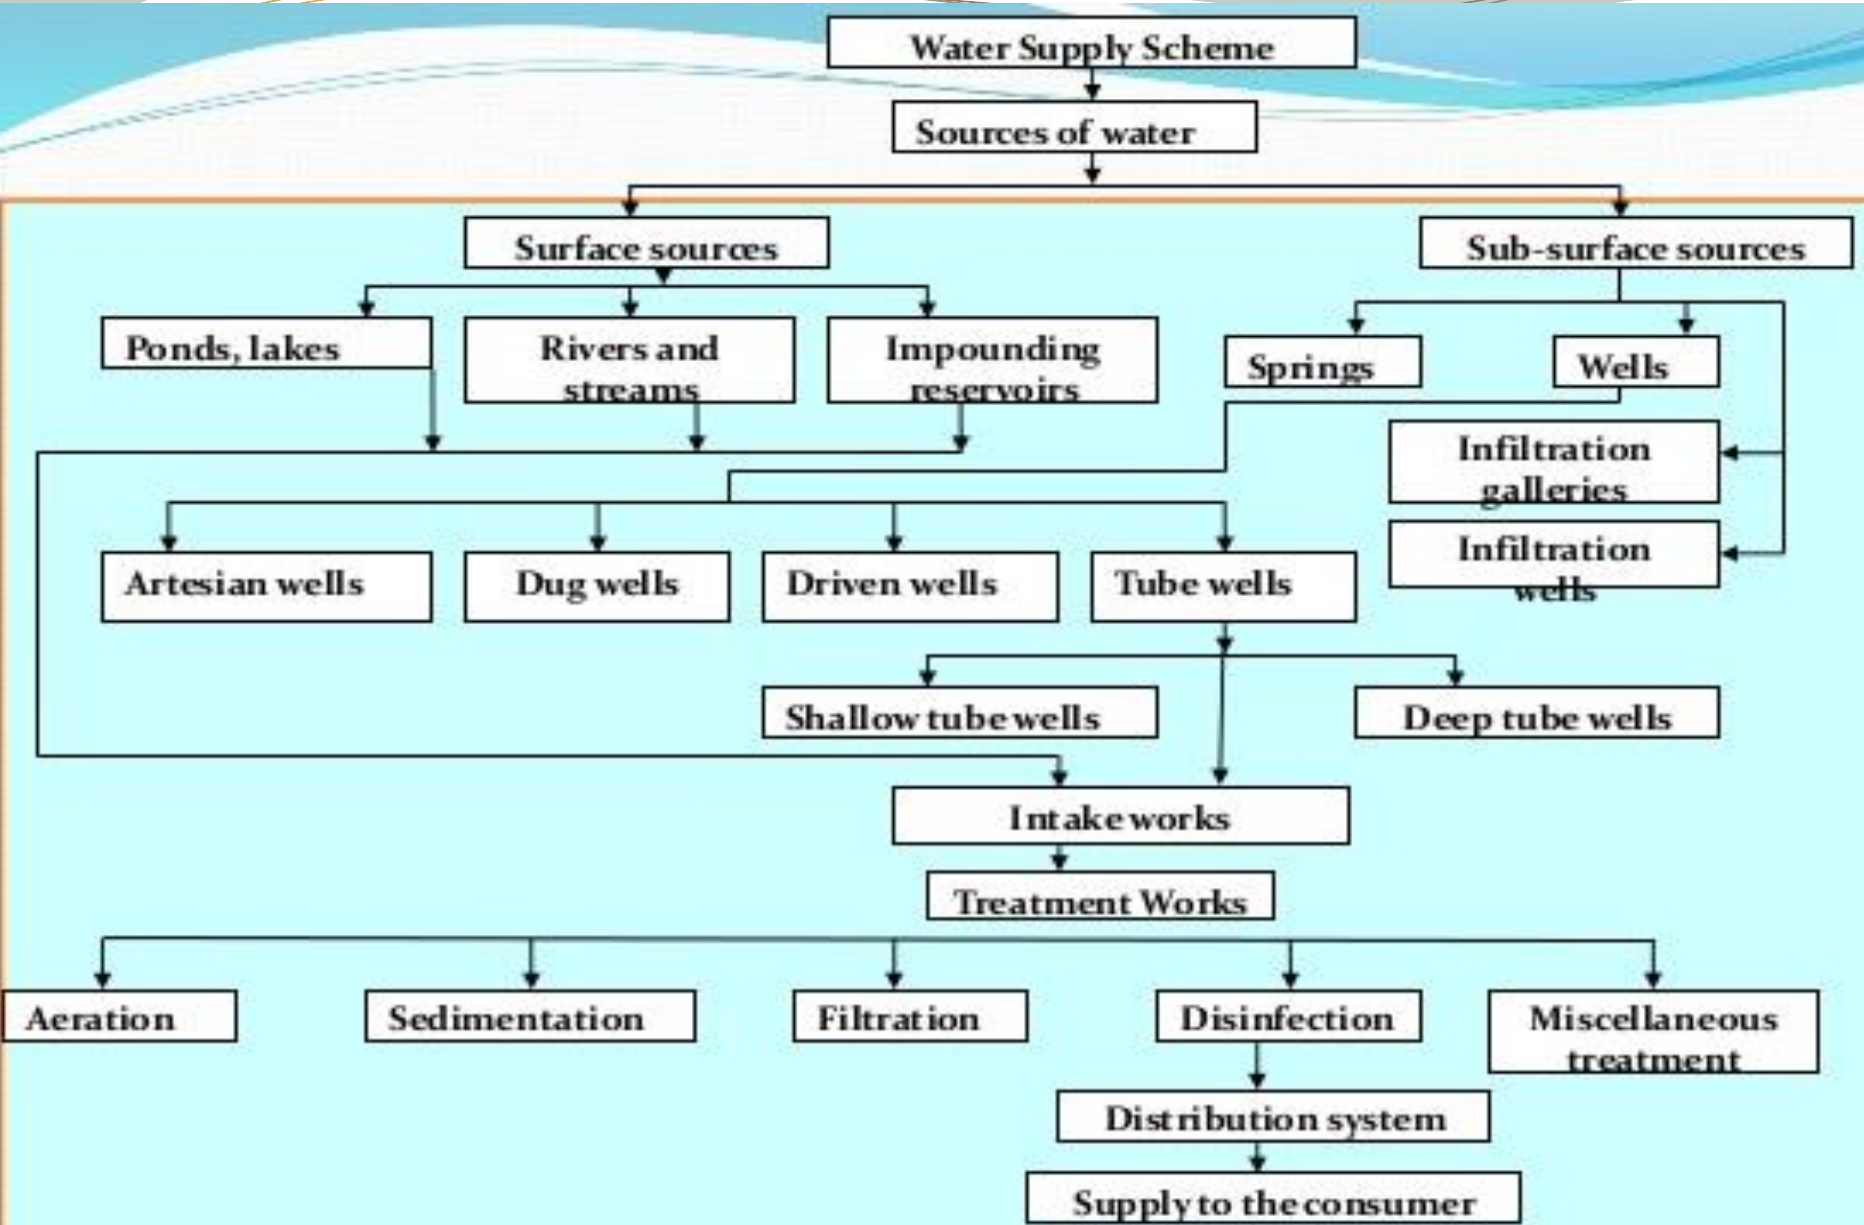 Water Supply Scheme
Sources of water
Surface sources
Sub-surface sources
Ponds, lakes
Rivers and
streams
Impounding
reservoirs
Springs
Wells
Infiltration
galleries
Infiltration
wells
Artesian wells
Dug wells
Driven wells
Tube wells
Shallow tube wells
Deep tube wells
Intake works
Treatment Works
Aeration
Sedimentation
Filtration
Disinfection
Miscellaneous
treatment
Distribution system
Supply to the consumer